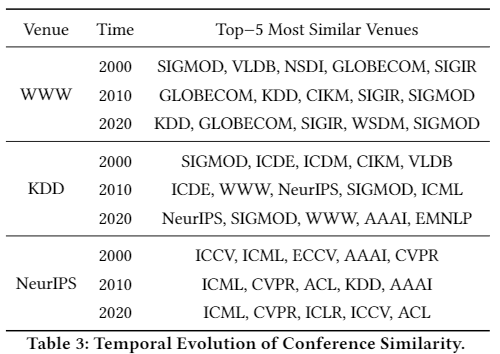 Venue Time Top−5 Most Similar Venues
2000 SIGMOD, VLDB, NSDI, GLOBECOM, SIGIR
WWW 2010 GLOBECOM, KDD, CIKM, SIGIR, SIGMOD
2020 KDD, GLOBECOM, SIGIR, WSDM, SIGMOD
2000 SIGMOD, ICDE, ICDM, CIKM, VLDB
KDD 2010 ICDE, WWW, NeurIPS, SIGMOD, ICML
2020 NeurIPS, SIGMOD, WWW, AAAI, EMNLP
2000 ICCV, ICML, ECCV, AAAI, CVPR
NeurIPS 2010 ICML, CVPR, ACL, KDD, AAAI
2020 ICML, CVPR, ICLR, ICCV, ACL
Table 3: Temporal Evolution of Conference Similarity.